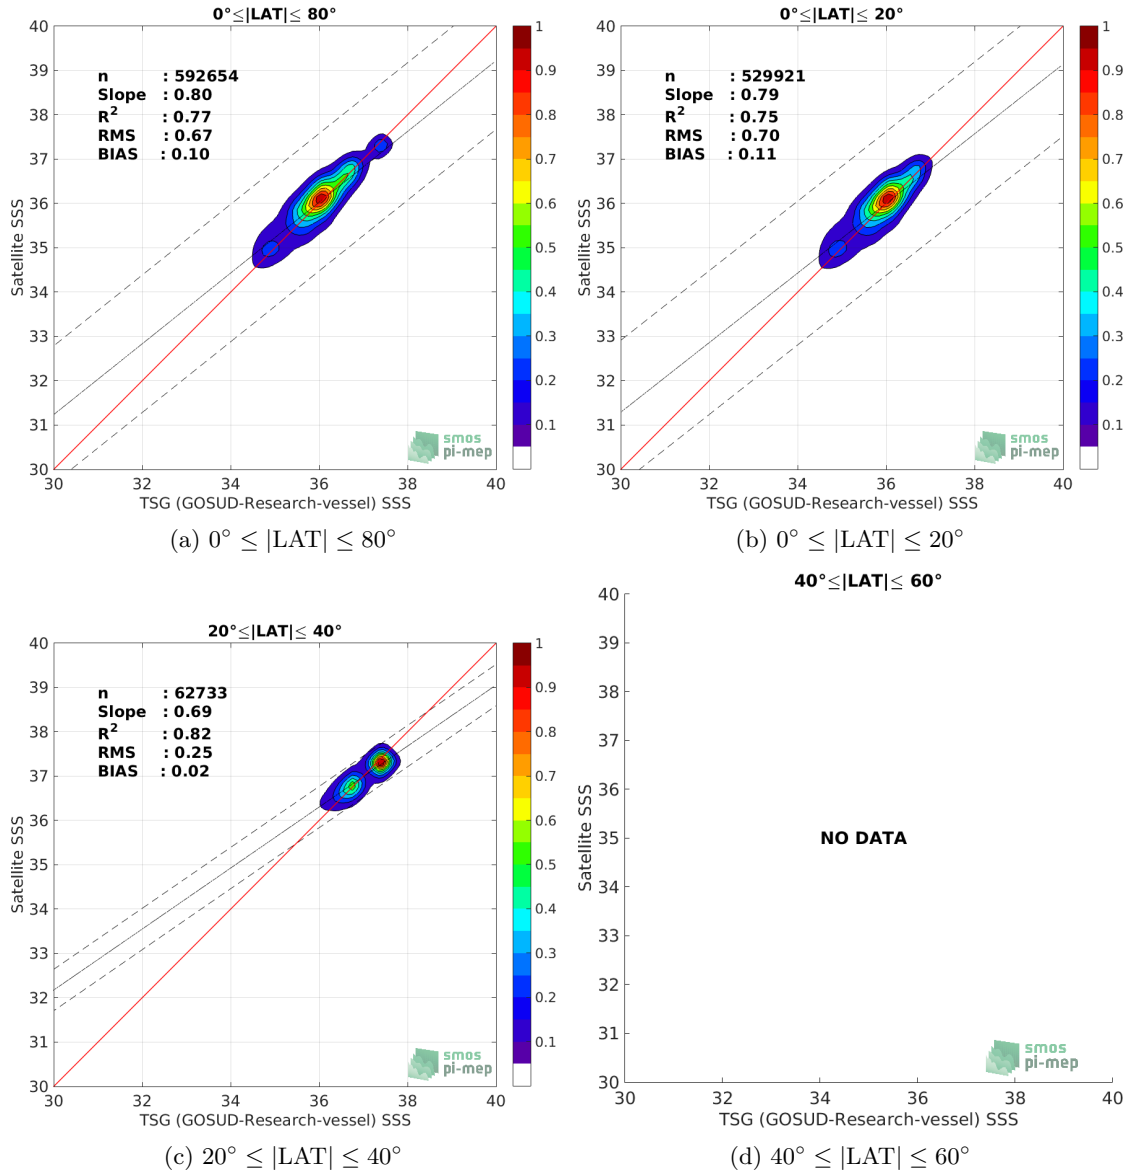 0°≤|LAT|≤ 80°
40
39
38
37
36
35
34
33
32
31
30
30 32 34 36 38 40
Satellite SSS
TSG (GOSUD-Research-vessel) SSS
n : 592654
Slope : 0.80
R² : 0.77
RMS : 0.67
BIAS : 0.10
1
0.9
0.8
0.7
0.6
0.5
0.4
0.3
0.2
0.1
smos
pi-mep
(a) 0° ≤ |LAT| ≤ 80°
0°≤|LAT|≤ 20°
40
39
38
37
36
35
34
33
32
31
30
30 32 34 36 38 40
Satellite SSS
TSG (GOSUD-Research-vessel) SSS
n : 529921
Slope : 0.79
R² : 0.75
RMS : 0.70
BIAS : 0.11
1
0.9
0.8
0.7
0.6
0.5
0.4
0.3
0.2
0.1
smos
pi-mep
(b) 0° ≤ |LAT| ≤ 20°
20°≤|LAT|≤ 40°
40
39
38
37
36
35
34
33
32
31
30
30 32 34 36 38 40
Satellite SSS
TSG (GOSUD-Research-vessel) SSS
n : 62733
Slope : 0.69
R² : 0.82
RMS : 0.25
BIAS : 0.02
1
0.9
0.8
0.7
0.6
0.5
0.4
0.3
0.2
0.1
smos
pi-mep
(c) 20° ≤ |LAT| ≤ 40°
40°≤|LAT|≤ 60°
40
39
38
37
36
35
34
33
32
31
30
30 32 34 36 38 40
Satellite SSS
TSG (GOSUD-Research-vessel) SSS
NO DATA
smos
pi-mep
(d) 40° ≤ |LAT| ≤ 60°